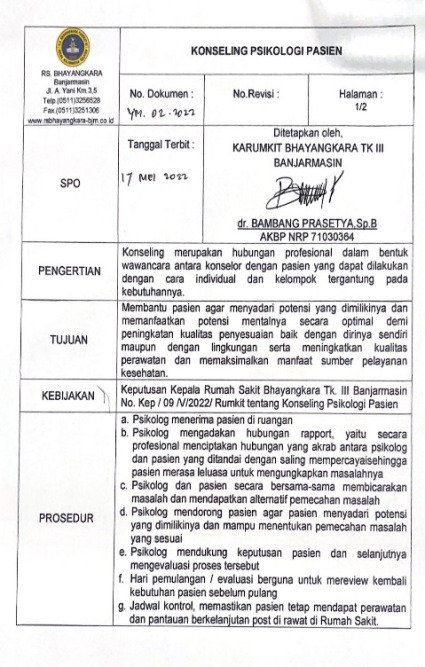 KONSELING PSIKOLOGI PASIEN
RS. BHAYANGKARA
Banjarmasin
Jl. A. Yani Km.3,5
Telp.(0511)3256528
Fax.(0511)3251306
www.rsbhayangkara-bjm.co.id
No. Dokumen :
YM. 02. 2022
No.Revisi :
Halaman :
1/2
SPO
Tanggal Terbit :
17 MEI 2022
Ditetapkan oleh,
KARUMKIT BHAYANGKARA TK III
BANJARMASIN
dr. BAMBANG PRASETYA,Sp.B
AKBP NRP 71030364
PENGERTIAN
Konseling merupakan hubungan profesional dalam bentuk
wawancara antara konselor dengan pasien yang dapat dilakukan
dengan cara individual dan kelompok tergantung pada
kebutuhannya.
TUJUAN
Membantu pasien agar menyadari potensi yang dimilikinya dan
memanfaatkan potensi mentalnya secara optimal demi
peningkatan kualitas penyesuaian baik dengan dirinya sendiri
maupun dengan lingkungan serta meningkatkan kualitas
perawatan dan memaksimalkan manfaat sumber pelayanan
kesehatan.
KEBIJAKAN
Keputusan Kepala Rumah Sakit Bhayangkara Tk. III Banjarmasin
No. Kep / 09 /V/2022/ Rumkit tentang Konseling Psikologi Pasien
PROSEDUR
a. Psikolog menerima pasien di ruangan
b. Psikolog mengadakan hubungan rapport, yaitu secara
profesional menciptakan hubungan yang akrab antara psikolog
dan pasien yang ditandai dengan saling mempercayaisehingga
pasien merasa leluasa untuk mengungkapkan masalahnya
c. Psikolog dan pasien secara bersama-sama membicarakan
masalah dan mendapatkan alternatif pemecahan masalah
d. Psikolog mendorong pasien agar pasien menyadari potensi
yang dimilikinya dan mampu menentukan pemecahan masalah
yang sesuai
e. Psikolog mendukung keputusan pasien dan selanjutnya
mengevaluasi proses tersebut
f. Hari pemulangan / evaluasi berguna untuk mereview kembali
kebutuhan pasien sebelum pulang
g. Jadwal kontrol, memastikan pasien tetap mendapat perawatan
dan pantauan berkelanjutan post di rawat di Rumah Sakit.